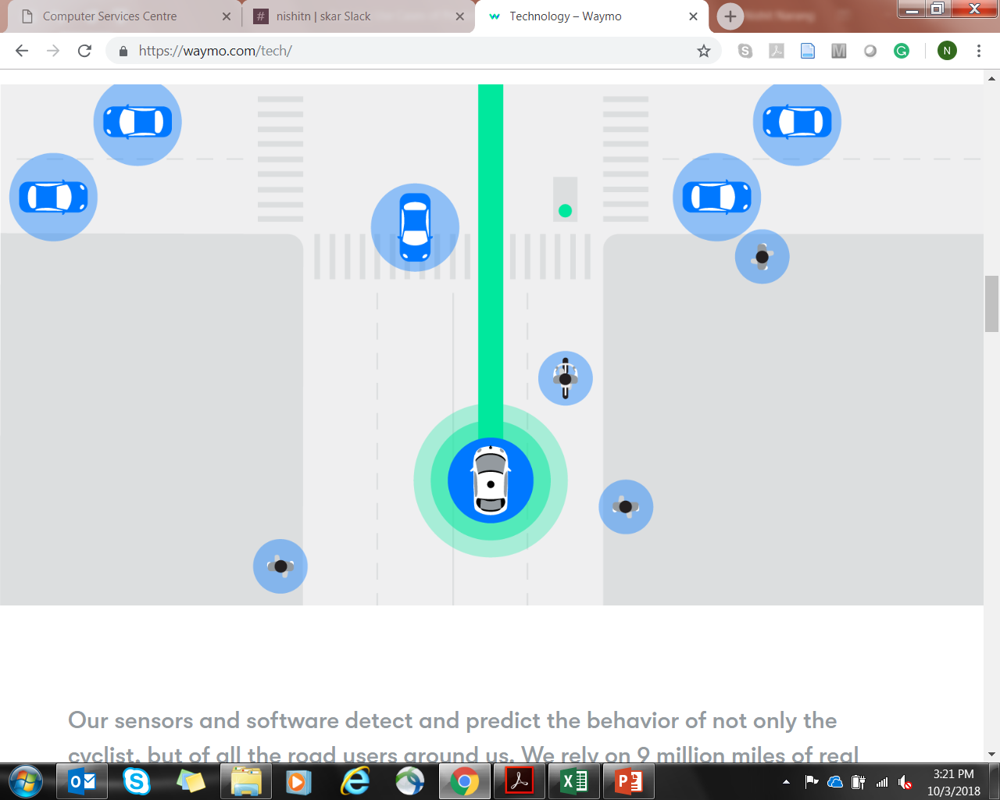 Computer Services Centre
nishitn | skar Slack
Technology – Waymo
https://waymo.com/tech/
N
Our sensors and software detect and predict the behavior of not only the
cyclist, but of all the road users around us. We rely on 9 million miles of real
3:21 PM
10/3/2018